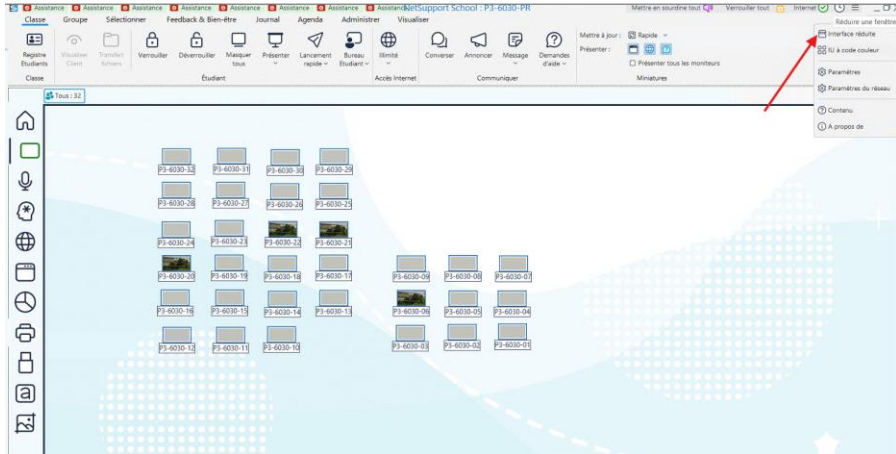 Assistance Assistance Assistance Assistance Assistance Assistance Assistance Assistance NetSupport School : P3-6030-PR Mettre en sourdine tout Verrouiller tout Internet
Classe Groupe Sélectionner Feedback & Bien-être Journal Agenda Administrer Visualiser
Réduire une fenêtre
Registre Etudiants
Visualiser Client
Transfert fichiers
Verrouiller
Déverrouiller
Masquer tous
Présenter
Lancement rapide
Bureau Etudiant
Illimité
Converser
Annoncer
Message
Demandes d'aide
Mettre à jour : Rapide
Présenter :
Présenter tous les moniteurs
Classe Étudiant Accès Internet Communiquer Miniatures
Interface réduite
IU à code couleur
Paramètres
Paramètres du réseau
Contenu
A propos de
Tous : 32
P3-6030-32 P3-6030-31 P3-6030-30 P3-6030-29
P3-6030-28 P3-6030-27 P3-6030-26 P3-6030-25
P3-6030-24 P3-6030-23 P3-6030-22 P3-6030-21
P3-6030-20 P3-6030-19 P3-6030-18 P3-6030-17 P3-6030-09 P3-6030-08 P3-6030-07
P3-6030-16 P3-6030-15 P3-6030-14 P3-6030-13 P3-6030-06 P3-6030-05 P3-6030-04
P3-6030-12 P3-6030-11 P3-6030-10 P3-6030-03 P3-6030-02 P3-6030-01
a